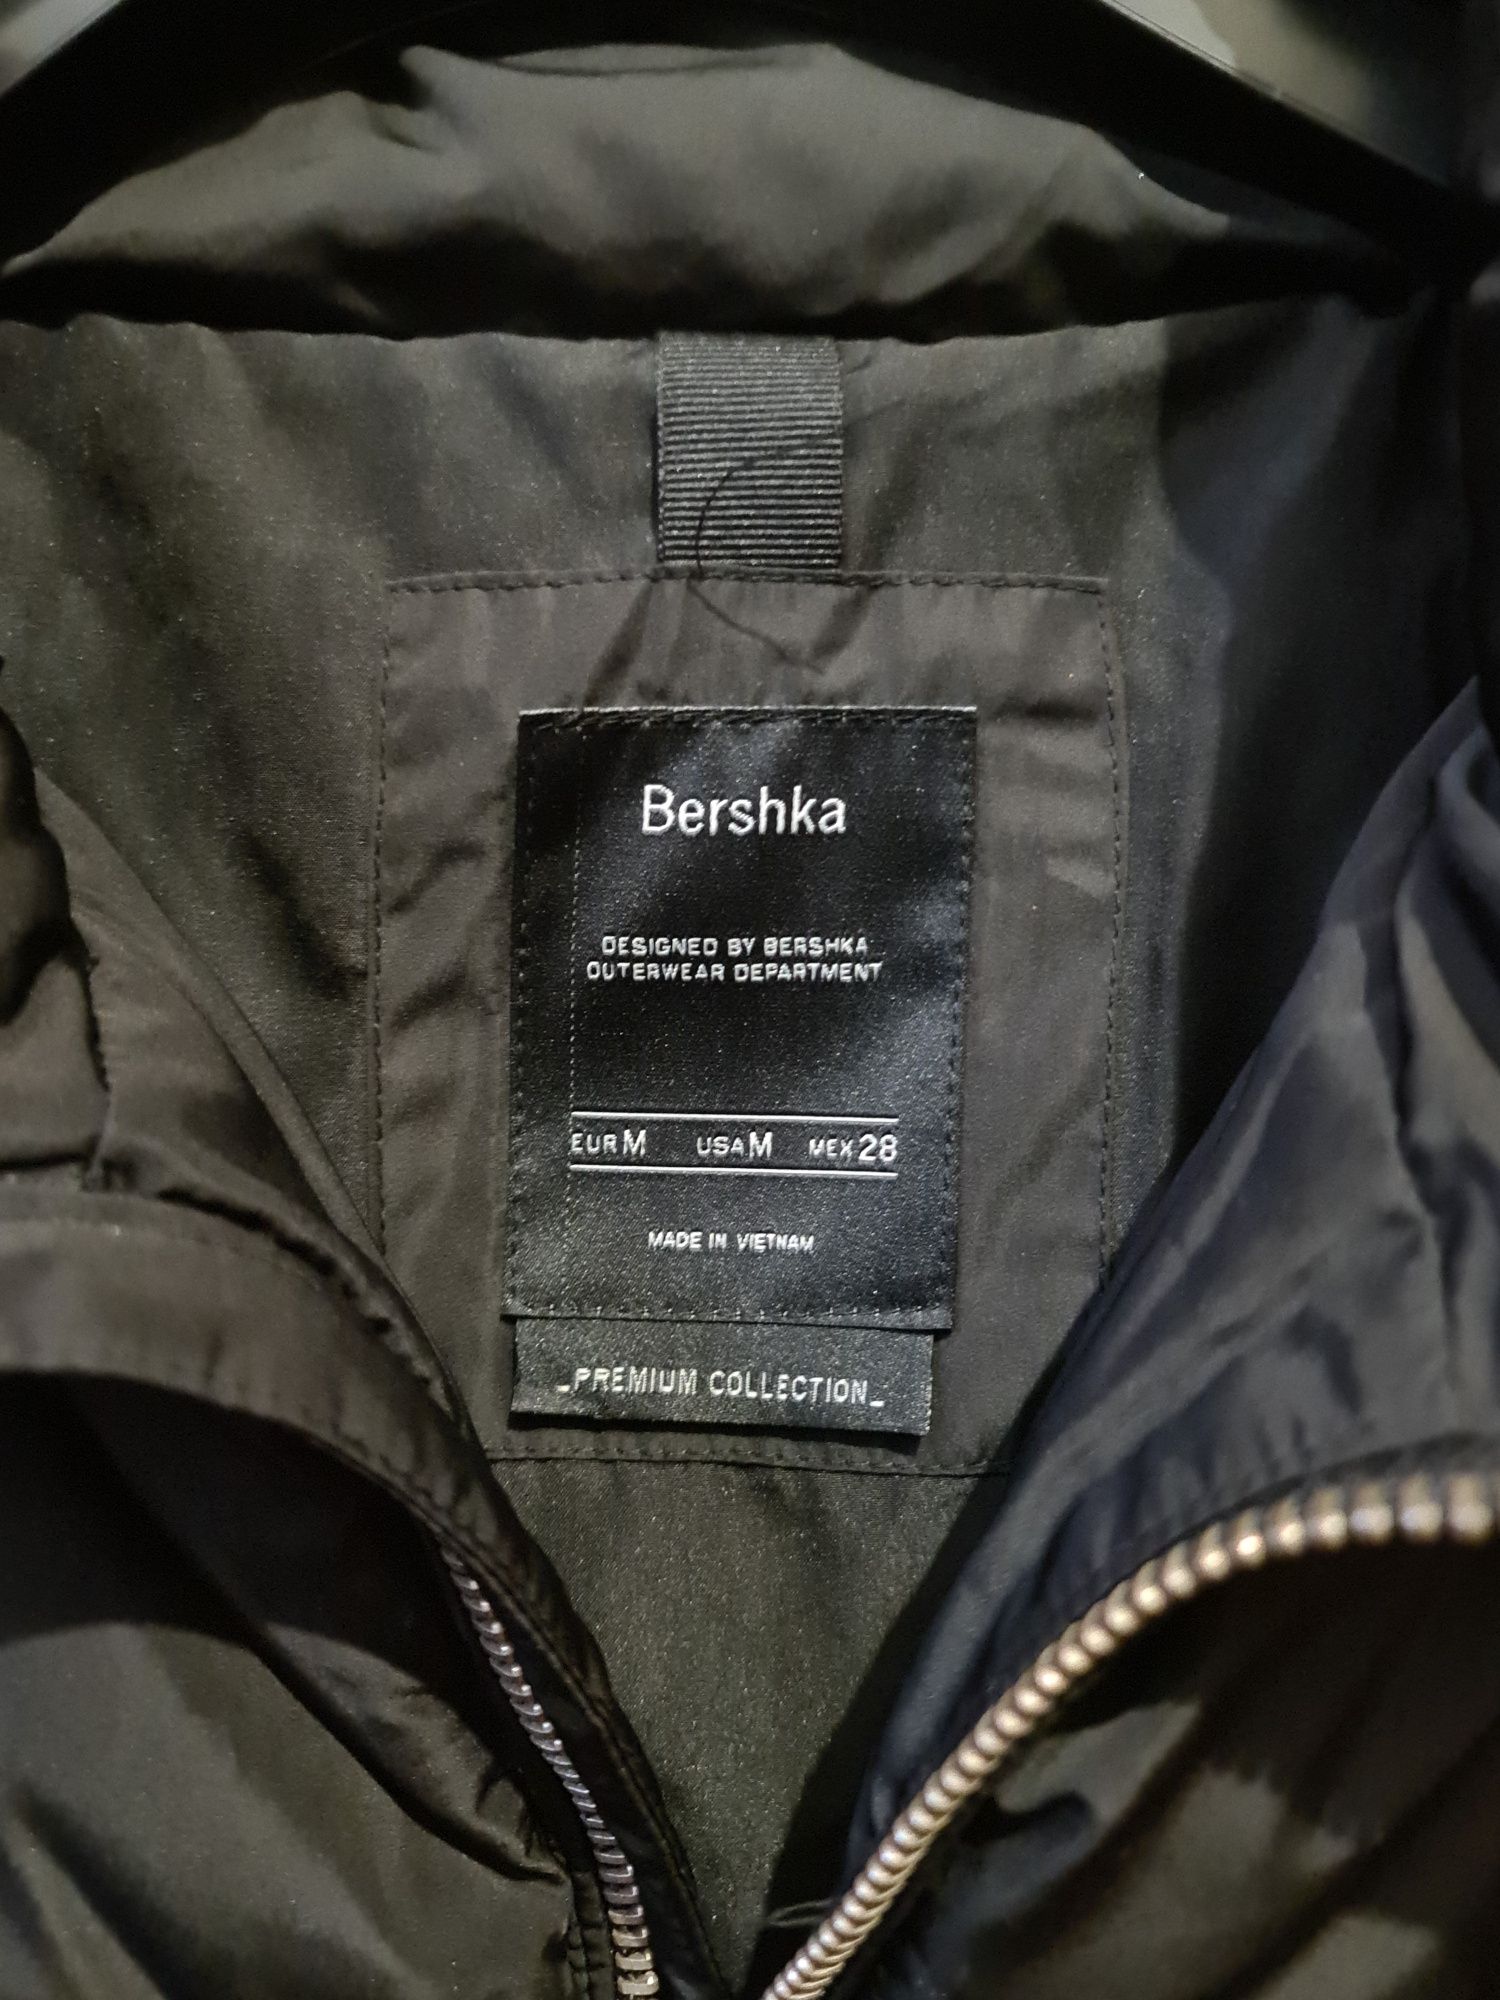 Bershka
DESIGNED BY BERSHKA
OUTERWEAR DEPARTMENT
EUR M USA M MEX 28
MADE IN VIETNAM
_PREMIUM COLLECTION_